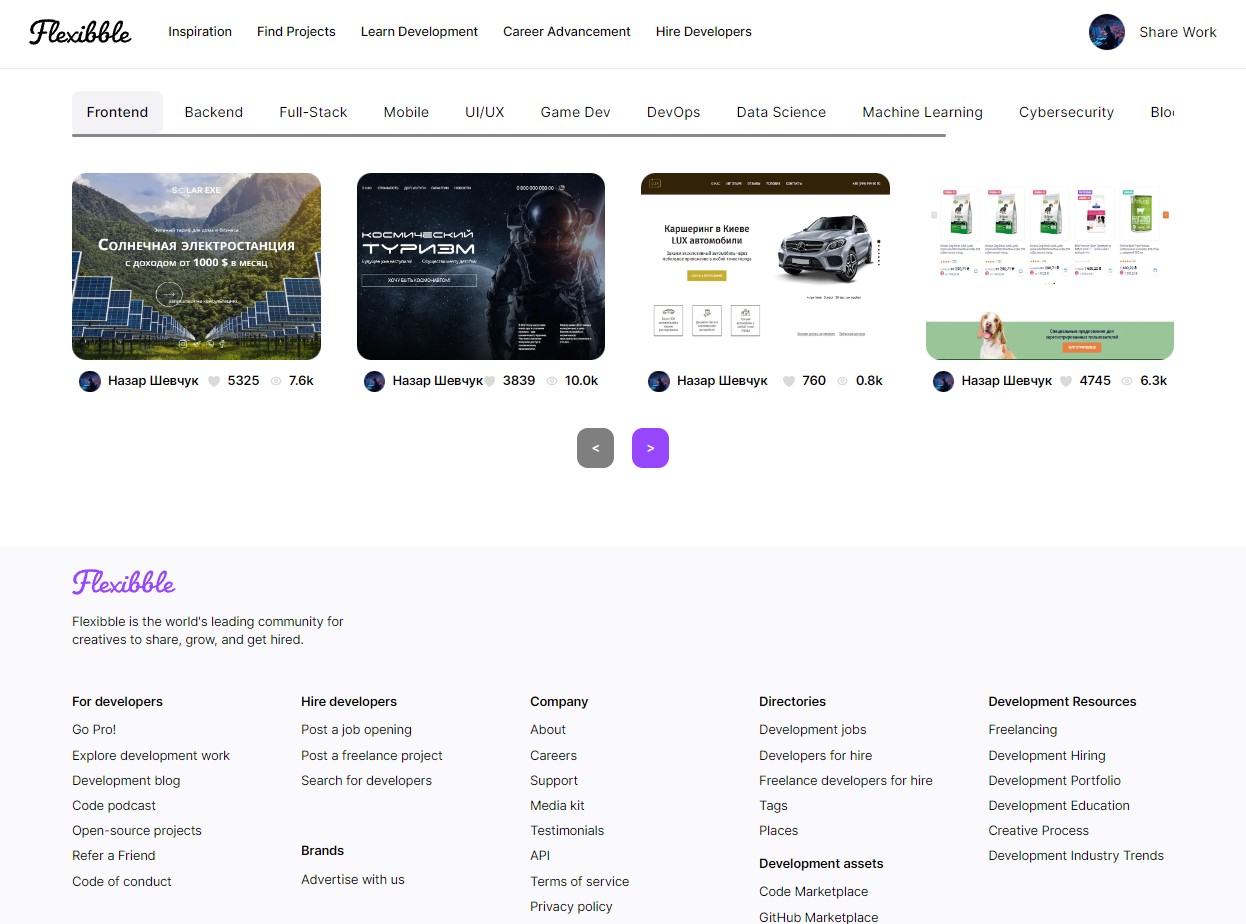 Flexibble
Inspiration
Find Projects
Learn Development
Career Advancement
Hire Developers
Share Work
Frontend
Backend
Full-Stack
Mobile
UI/UX
Game Dev
DevOps
Data Science
Machine Learning
Cybersecurity
SOLAR EXE
Зеленый тариф для дома и бизнеса
Солнечная электростанция
с доходом от 1000 $ в месяц
КОСМИЧЕСКИЙ
ТУРИЗМ
ХОЧУ БЫТЬ КОСМОНАВТОМ!
Каршеринг в Киеве
LUX автомобили
Назар Шевчук 5325 7.6k
Назар Шевчук 3839 10.0k
Назар Шевчук 760 0.8k
Назар Шевчук 4745 6.3k
<
>
Flexibble
Flexibble is the world's leading community for
creatives to share, grow, and get hired.
For developers
Go Pro!
Explore development work
Development blog
Code podcast
Open-source projects
Refer a Friend
Code of conduct
Hire developers
Post a job opening
Post a freelance project
Search for developers
Brands
Advertise with us
Company
About
Careers
Support
Media kit
Testimonials
API
Terms of service
Privacy policy
Directories
Development jobs
Developers for hire
Freelance developers for hire
Tags
Places
Development assets
Code Marketplace
GitHub Marketplace
Development Resources
Freelancing
Development Hiring
Development Portfolio
Development Education
Creative Process
Development Industry Trends